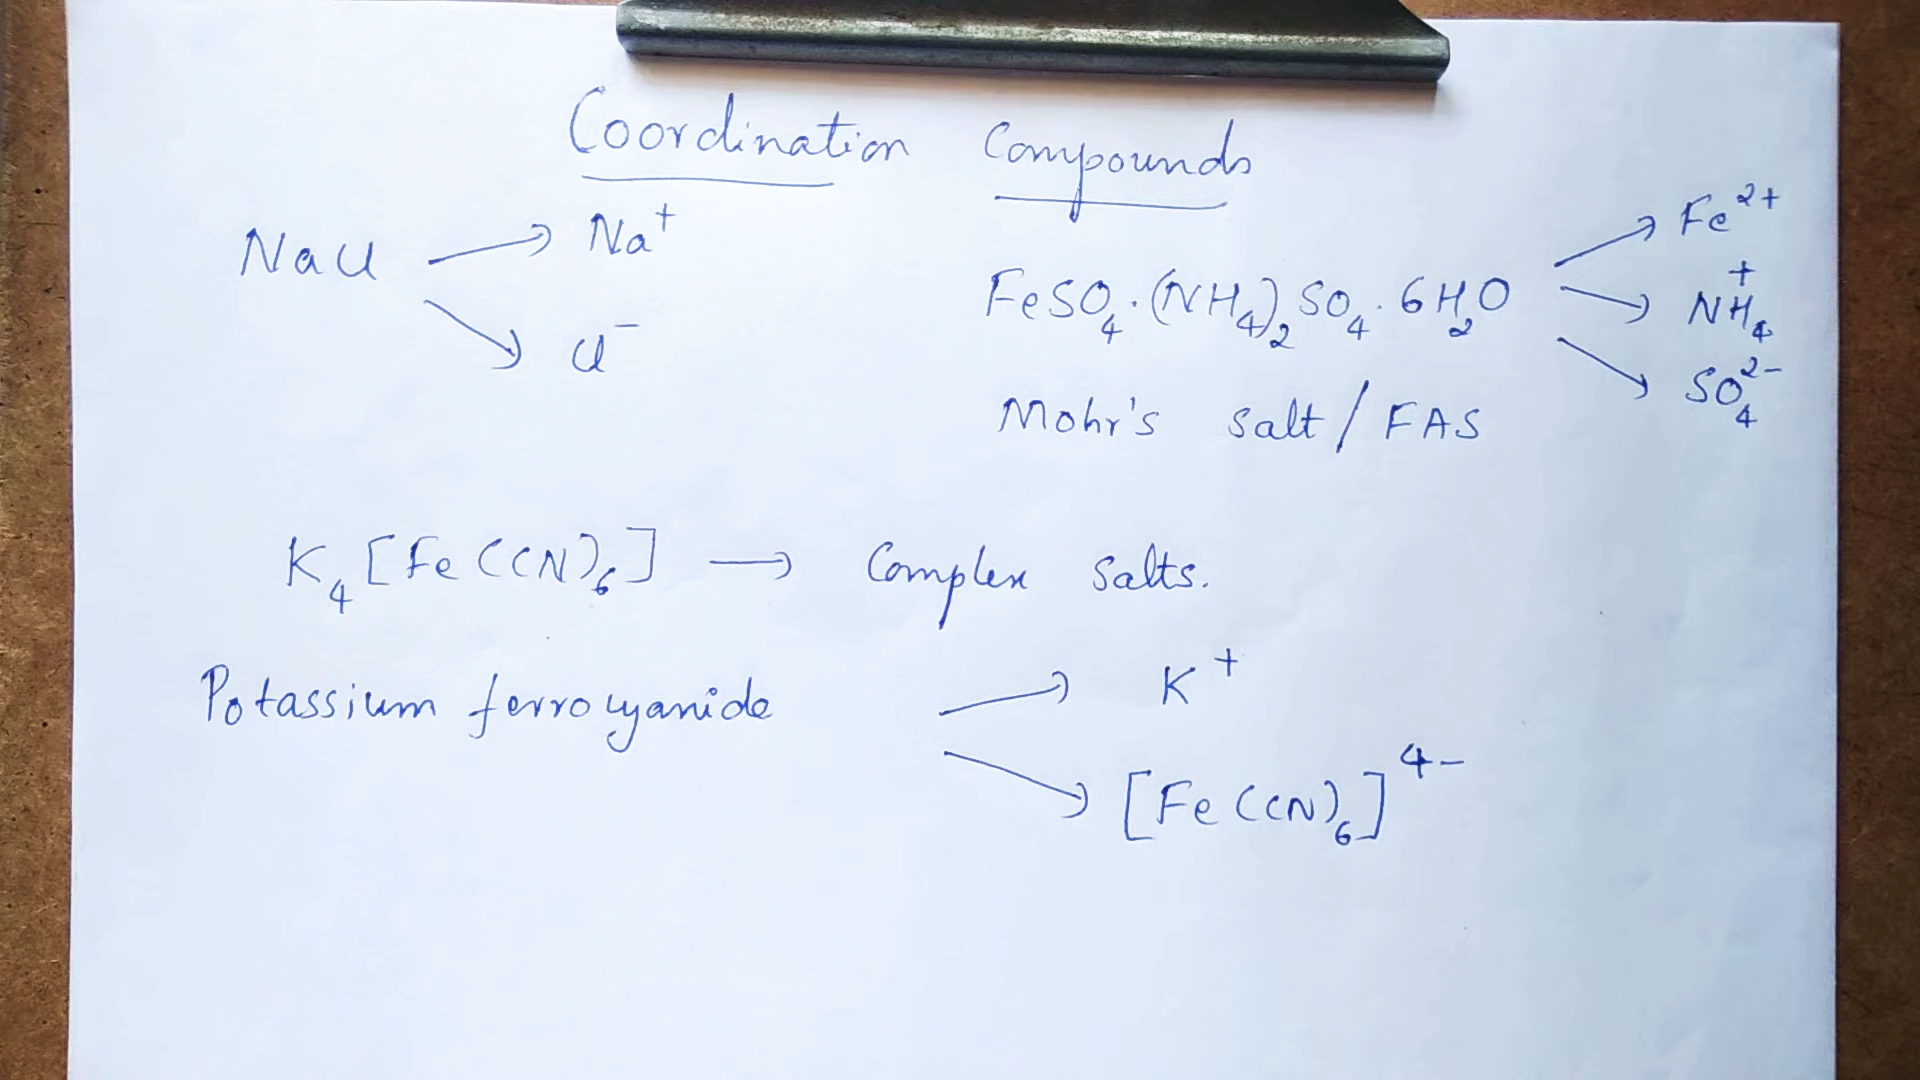 Coordination Compounds
NaCl → Na⁺
→ Cl⁻
FeSO₄·(NH₄)₂SO₄·6H₂O → Fe²⁺
→ NH₄⁺
→ SO₄²⁻
Mohr's salt / FAS
K₄[Fe(CN)₆] → Complex salts.
Potassium ferrocyanide → K⁺
→ [Fe(CN)₆]⁴⁻